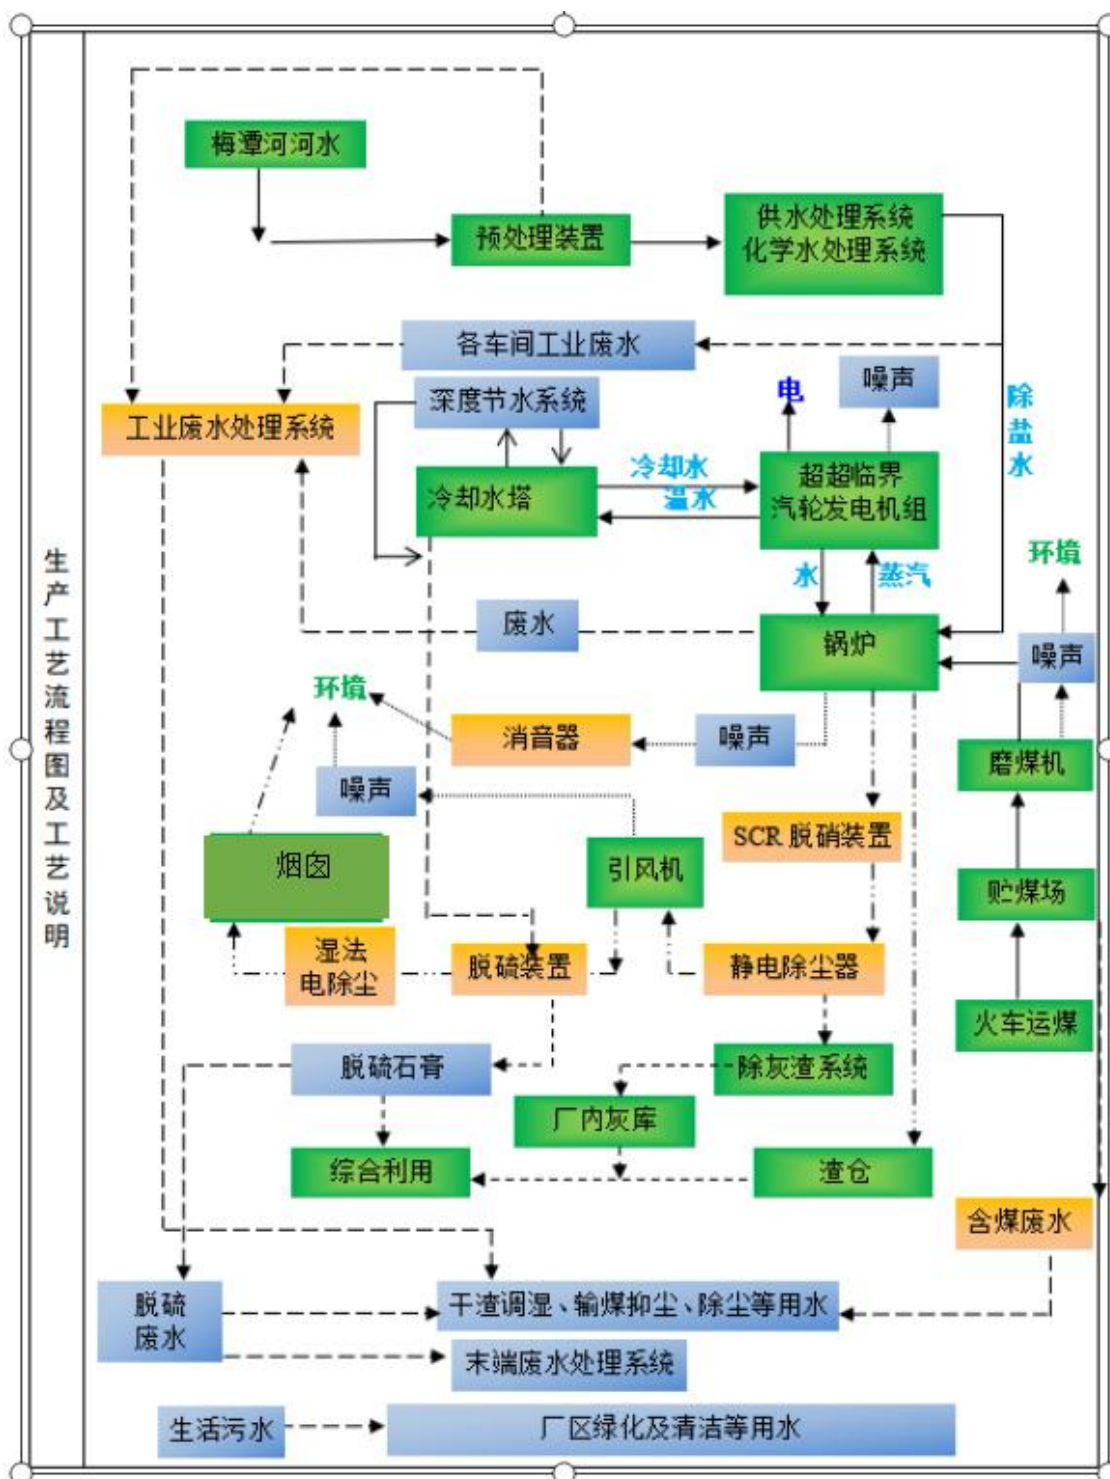 生产工艺流程图及工艺说明
梅潭河河水
预处理装置
供水处理系统
化学水处理系统
各车间工业废水
噪声
电
除盐水
深度节水系统
工业废水处理系统
冷却水塔
冷却水
温水
超超临界
汽轮发电机组
水
蒸汽
环境
废水
锅炉
噪声
环境
消音器
噪声
噪声
磨煤机
烟囱
引风机
SCR 脱硝装置
贮煤场
湿法
电除尘
脱硫装置
静电除尘器
火车运煤
脱硫石膏
除灰渣系统
厂内灰库
综合利用
渣仓
含煤废水
脱硫
废水
干渣调湿、输煤抑尘、除尘等用水
末端废水处理系统
生活污水
厂区绿化及清洁等用水